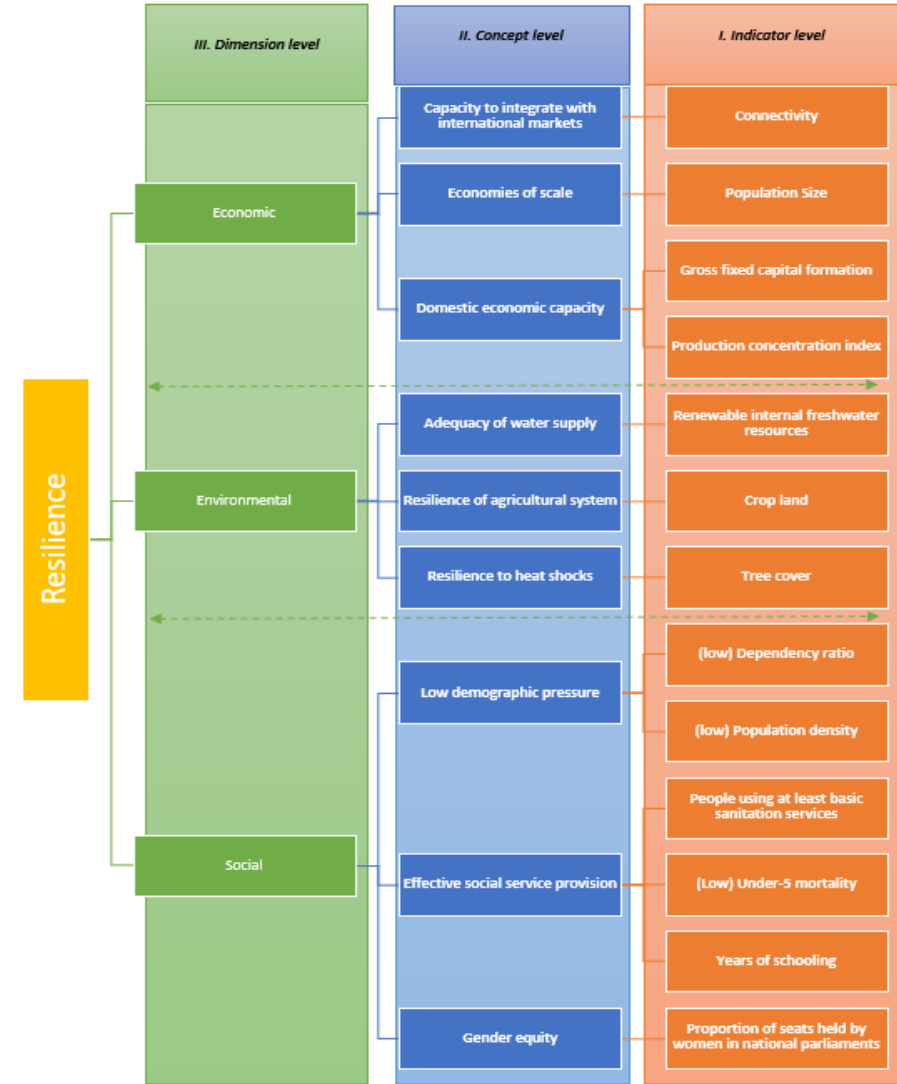 III. Dimension level
II. Concept level
I. Indicator level
Resilience
Economic
Capacity to integrate with
international markets
Connectivity
Economies of scale
Population Size
Domestic economic capacity
Gross fixed capital formation
Production concentration index
Environmental
Adequacy of water supply
Renewable internal freshwater
resources
Resilience of agricultural system
Crop land
Resilience to heat shocks
Tree cover
Social
Low demographic pressure
(low) Dependency ratio
(low) Population density
Effective social service provision
People using at least basic
sanitation services
(Low) Under-5 mortality
Years of schooling
Gender equity
Proportion of seats held by
women in national parliaments